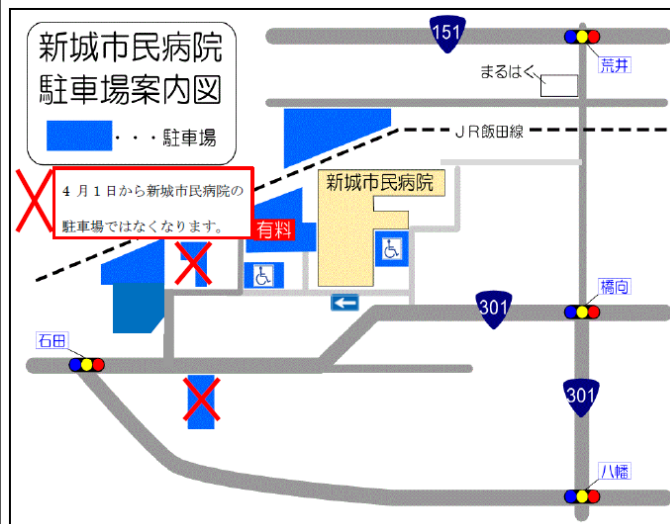 新城市民病院
駐車場案内図
・・・駐車場
4月1日から新城市民病院の
駐車場ではなくなります。
有料
新城市民病院
151
荒井
まるはく
JR飯田線
301
橋向
石田
301
八幡